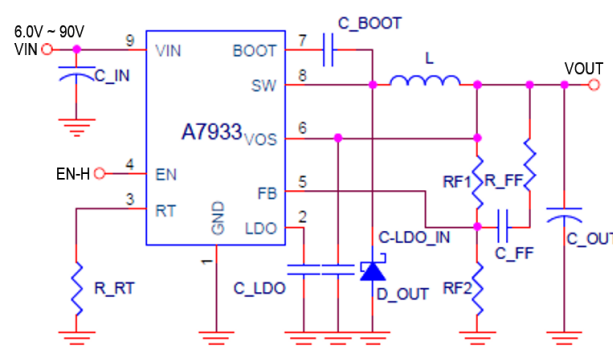 C_BOOT
6.0V ~ 90V
VIN
9
VIN
BOOT
7
C_IN
SW
8
L
VOUT
A7933
VOS
6
EN-H
4
EN
FB
5
RF1
R_FF
3
RT
GND
LDO
2
C-LDO_IN
C_FF
C_OUT
1
R_RT
C_LDO
D_OUT
RF2